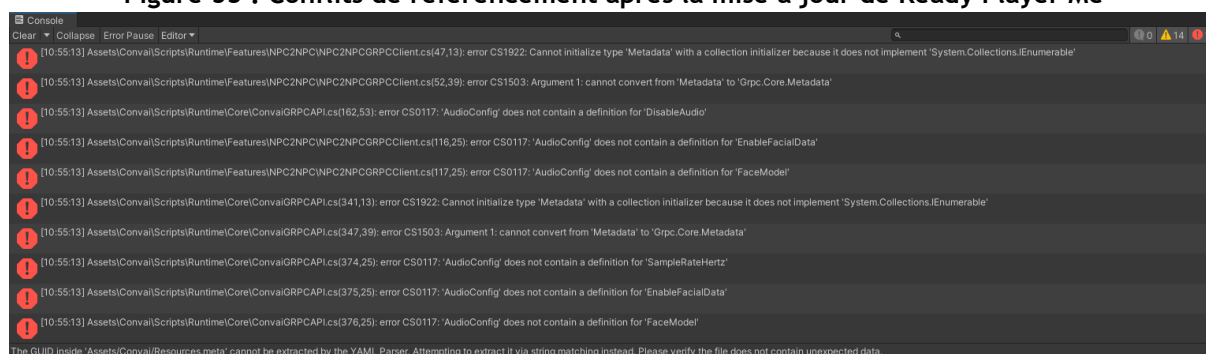 Figure 35 : Conflits de référencement après la mise à jour de Ready Player Me
Console
Clear Collapse Error Pause Editor 0 14
[10:55:13] Assets\Convai\Scripts\Runtime\Features\NPC2NPC\NPC2NPCGRPCClient.cs(47,13): error CS1922: Cannot initialize type 'Metadata' with a collection initializer because it does not implement 'System.Collections.IEnumerable'
[10:55:13] Assets\Convai\Scripts\Runtime\Features\NPC2NPC\NPC2NPCGRPCClient.cs(52,39): error CS1503: Argument 1: cannot convert from 'Metadata' to 'Grpc.Core.Metadata'
[10:55:13] Assets\Convai\Scripts\Runtime\Core\ConvaiGRPCAPI.cs(162,53): error CS0117: 'AudioConfig' does not contain a definition for 'DisableAudio'
[10:55:13] Assets\Convai\Scripts\Runtime\Features\NPC2NPC\NPC2NPCGRPCClient.cs(116,25): error CS0117: 'AudioConfig' does not contain a definition for 'EnableFacialData'
[10:55:13] Assets\Convai\Scripts\Runtime\Features\NPC2NPC\NPC2NPCGRPCClient.cs(117,25): error CS0117: 'AudioConfig' does not contain a definition for 'FaceModel'
[10:55:13] Assets\Convai\Scripts\Runtime\Core\ConvaiGRPCAPI.cs(341,13): error CS1922: Cannot initialize type 'Metadata' with a collection initializer because it does not implement 'System.Collections.IEnumerable'
[10:55:13] Assets\Convai\Scripts\Runtime\Core\ConvaiGRPCAPI.cs(347,39): error CS1503: Argument 1: cannot convert from 'Metadata' to 'Grpc.Core.Metadata'
[10:55:13] Assets\Convai\Scripts\Runtime\Core\ConvaiGRPCAPI.cs(374,25): error CS0117: 'AudioConfig' does not contain a definition for 'SampleRateHertz'
[10:55:13] Assets\Convai\Scripts\Runtime\Core\ConvaiGRPCAPI.cs(375,25): error CS0117: 'AudioConfig' does not contain a definition for 'EnableFacialData'
[10:55:13] Assets\Convai\Scripts\Runtime\Core\ConvaiGRPCAPI.cs(376,25): error CS0117: 'AudioConfig' does not contain a definition for 'FaceModel'
The GUID inside 'Assets/Convai/Resources.meta' cannot be extracted by the YAML Parser. Attempting to extract it via string matching instead. Please verify the file does not contain unexpected data.